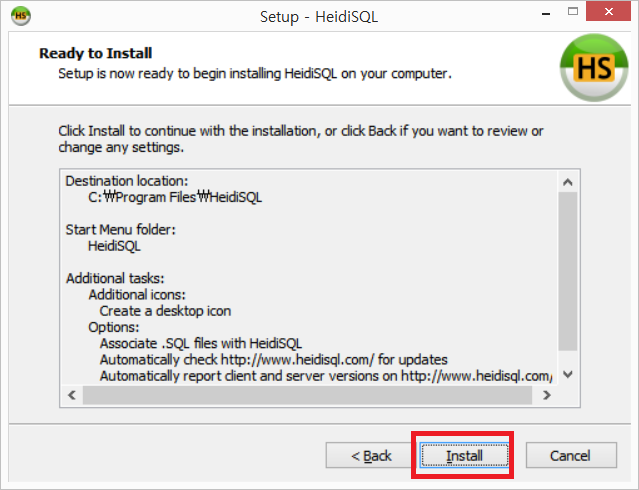 HS
Setup - HeidiSQL
Ready to Install
Setup is now ready to begin installing HeidiSQL on your computer.
HS
Click Install to continue with the installation, or click Back if you want to review or
change any settings.
Destination location:
C:₩Program Files₩HeidiSQL
Start Menu folder:
HeidiSQL
Additional tasks:
Additional icons:
Create a desktop icon
Options:
Associate .SQL files with HeidiSQL
Automatically check http://www.heidisql.com/ for updates
Automatically report client and server versions on http://www.heidisql.com/
< Back
Install
Cancel